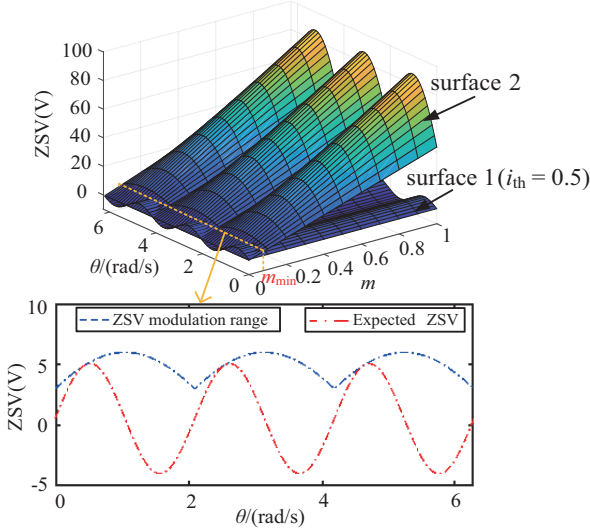 100
80
60
40
20
0
ZSV(V)
surface 2
surface 1(i_th = 0.5)
6
4
2
0
θ/(rad/s)
0
m_min
0.2
0.4
0.6
0.8
1
m
10
5
0
-5
ZSV(V)
ZSV modulation range
Expected ZSV
0
2
4
6
θ/(rad/s)